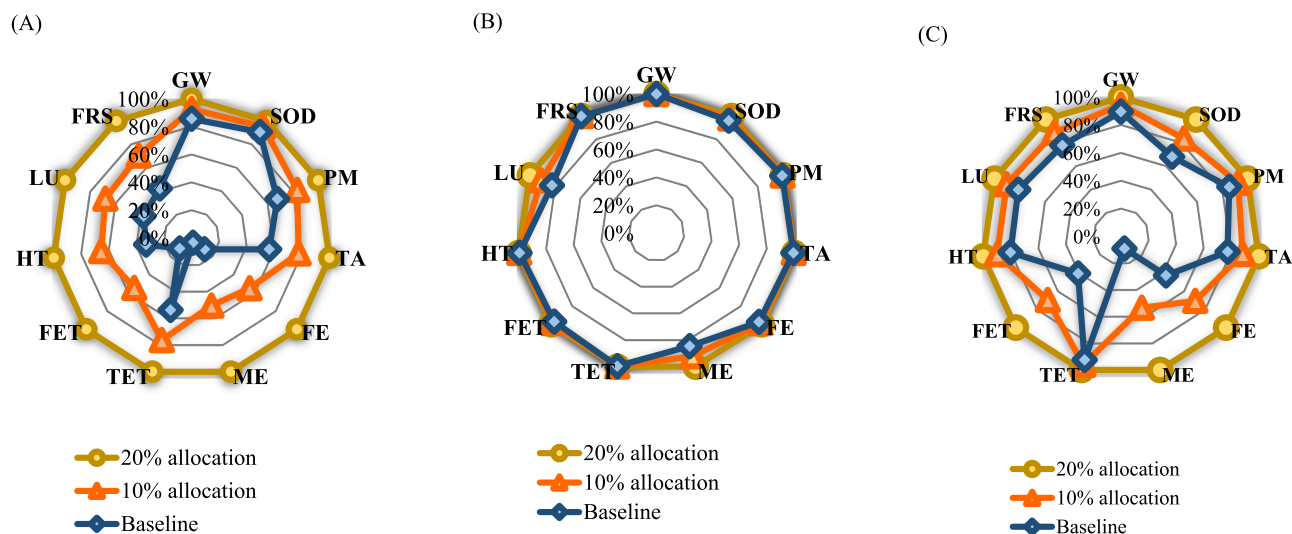 (A)
GW
SOD
PM
TA
FE
ME
TET
FET
HT
LU
FRS
100%
80%
60%
40%
20%
0%
20% allocation
10% allocation
Baseline
(B)
GW
SOD
PM
TA
FE
ME
TET
FET
HT
LU
FRS
100%
80%
60%
40%
20%
0%
20% allocation
10% allocation
Baseline
(C)
GW
SOD
PM
TA
FE
ME
TET
FET
HT
LU
FRS
100%
80%
60%
40%
20%
0%
20% allocation
10% allocation
Baseline